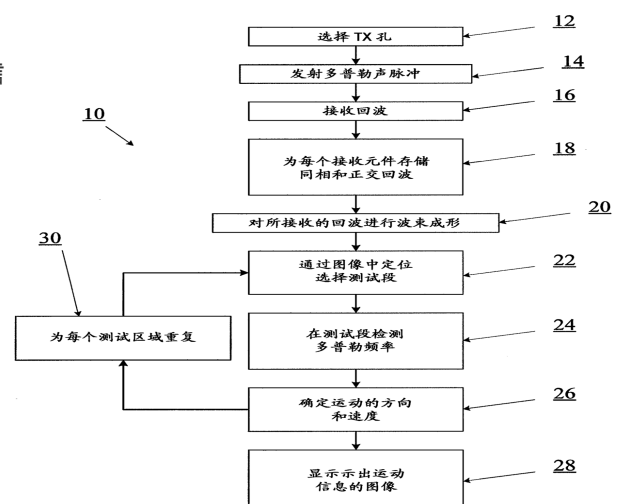 选择 TX 孔
12
发射多普勒声脉冲
14
接收回波
16
10
为每个接收元件存储
同相和正交回波
18
对所接收的回波进行波束成形
20
30
通过图像中定位
选择测试段
22
为每个测试区域重复
在测试段检测
多普勒频率
24
确定运动的方向
和速度
26
显示示出运动
信息的图像
28